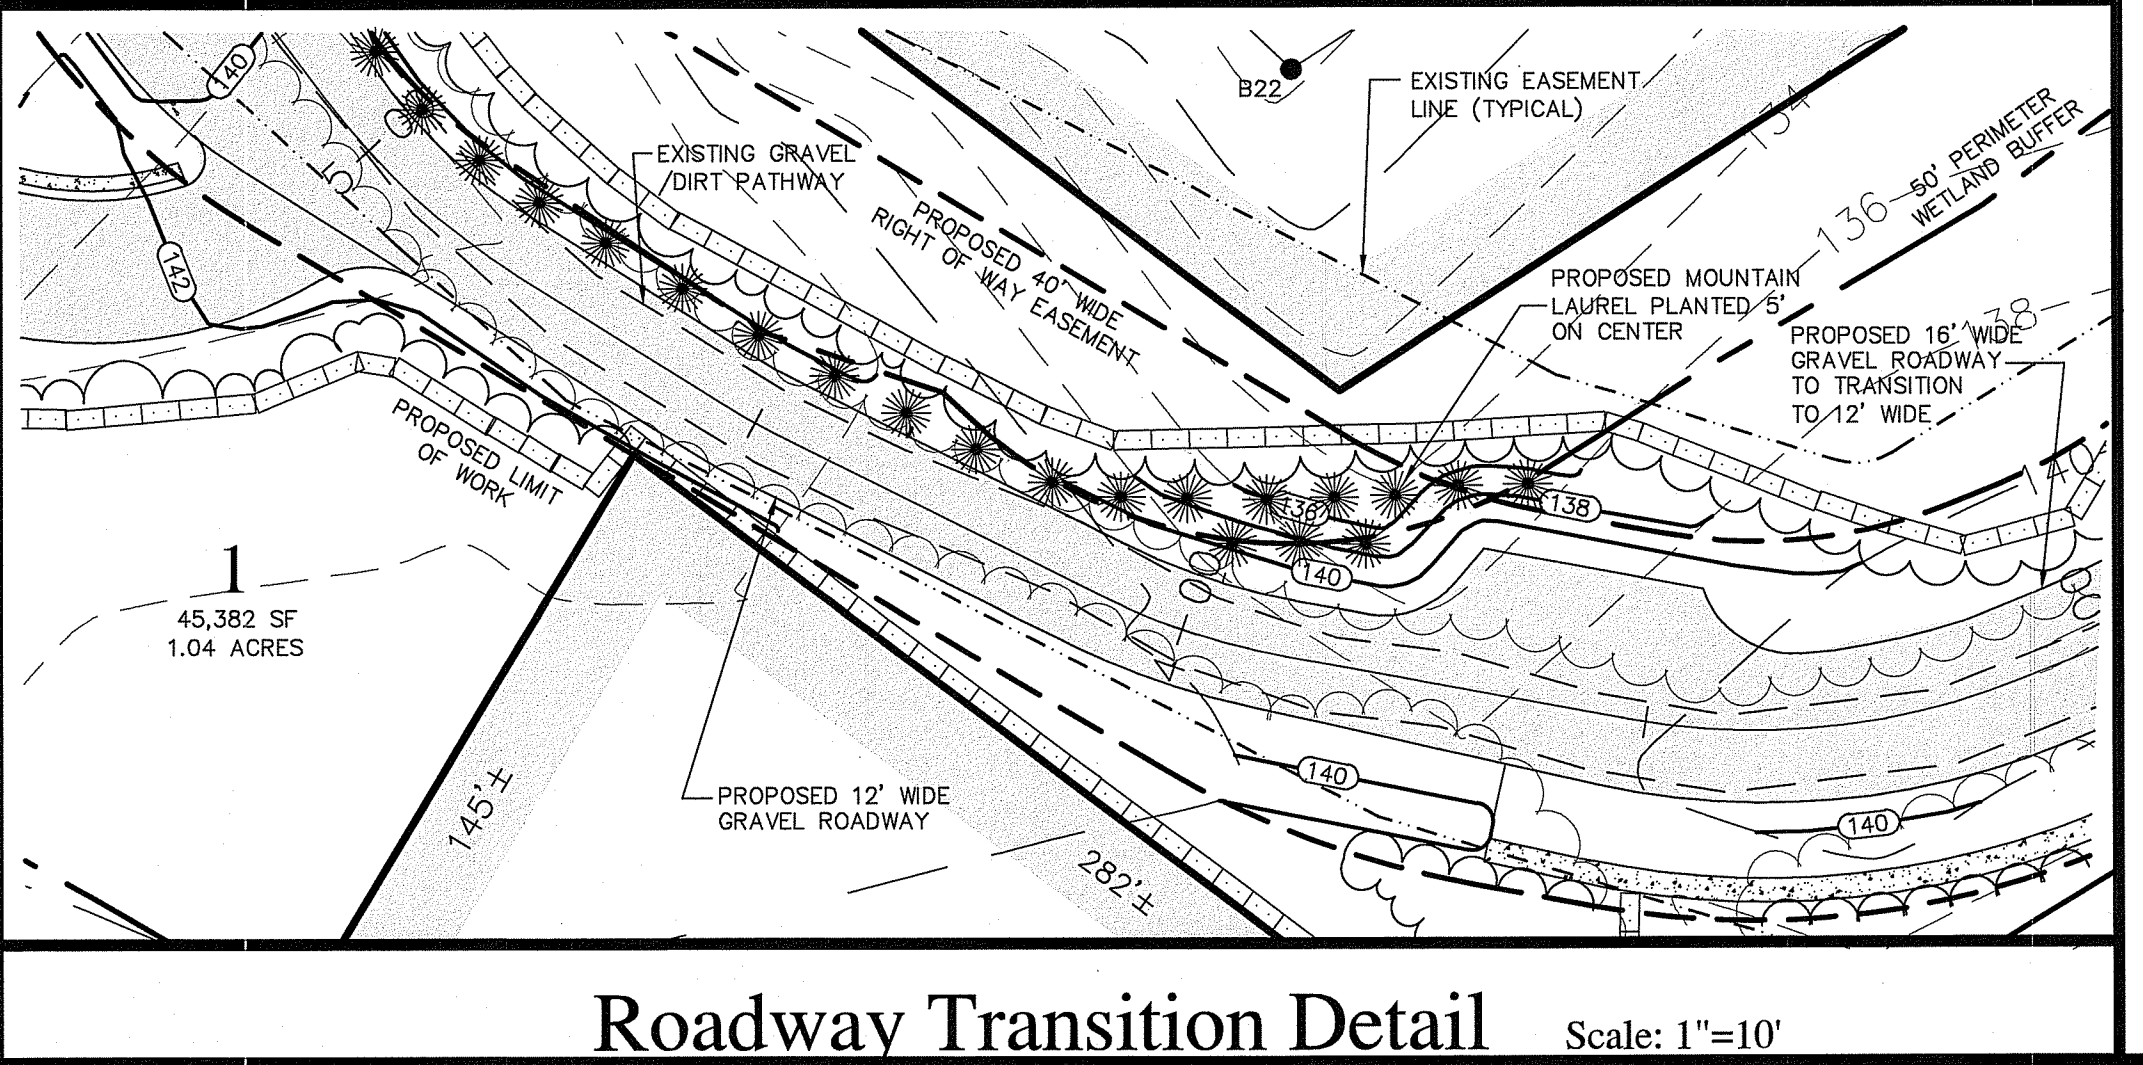 140
B22
EXISTING EASEMENT
LINE (TYPICAL)
134
EXISTING GRAVEL
/DIRT PATHWAY
50' PERIMETER
WETLAND BUFFER
136
PROPOSED 40' WIDE
RIGHT OF WAY EASEMENT
142
PROPOSED MOUNTAIN
LAUREL PLANTED 5'
ON CENTER
138
PROPOSED 16' WIDE
GRAVEL ROADWAY
TO TRANSITION
TO 12' WIDE
PROPOSED LIMIT
OF WORK
140
136
138
140
1
45,382 SF
1.04 ACRES
145'±
PROPOSED 12' WIDE
GRAVEL ROADWAY
140
140
282'±
Roadway Transition Detail
Scale: 1"=10'